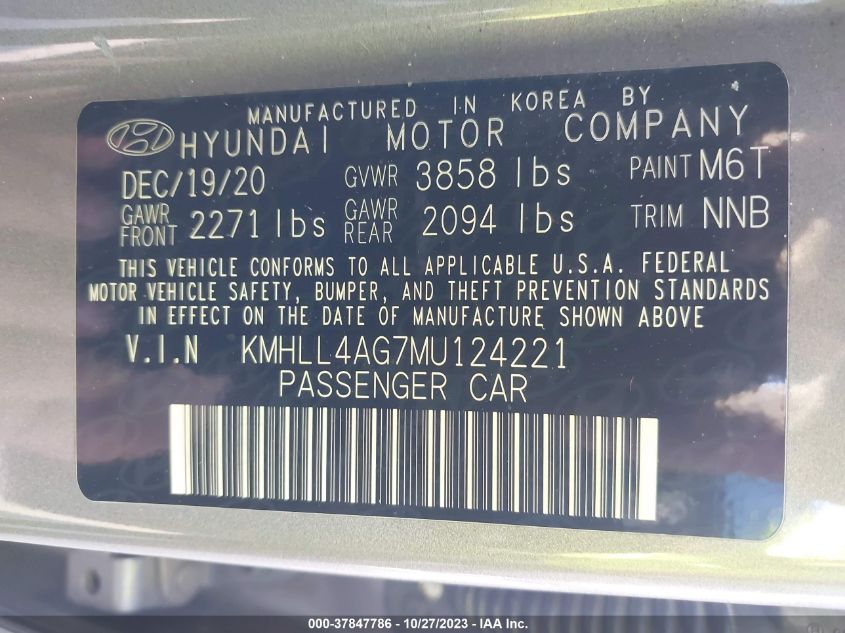 MANUFACTURED IN KOREA BY
HYUNDAI MOTOR COMPANY
DEC/19/20 GVWR 3858 lbs PAINT M6T
GAWR FRONT 2271 lbs GAWR REAR 2094 lbs TRIM NNB
THIS VEHICLE CONFORMS TO ALL APPLICABLE U.S.A. FEDERAL
MOTOR VEHICLE SAFETY, BUMPER, AND THEFT PREVENTION STANDARDS
IN EFFECT ON THE DATE OF MANUFACTURE SHOWN ABOVE
V.I.N KMHLL4AG7MU124221
PASSENGER CAR
000-37847786 - 10/27/2023 - IAA Inc.